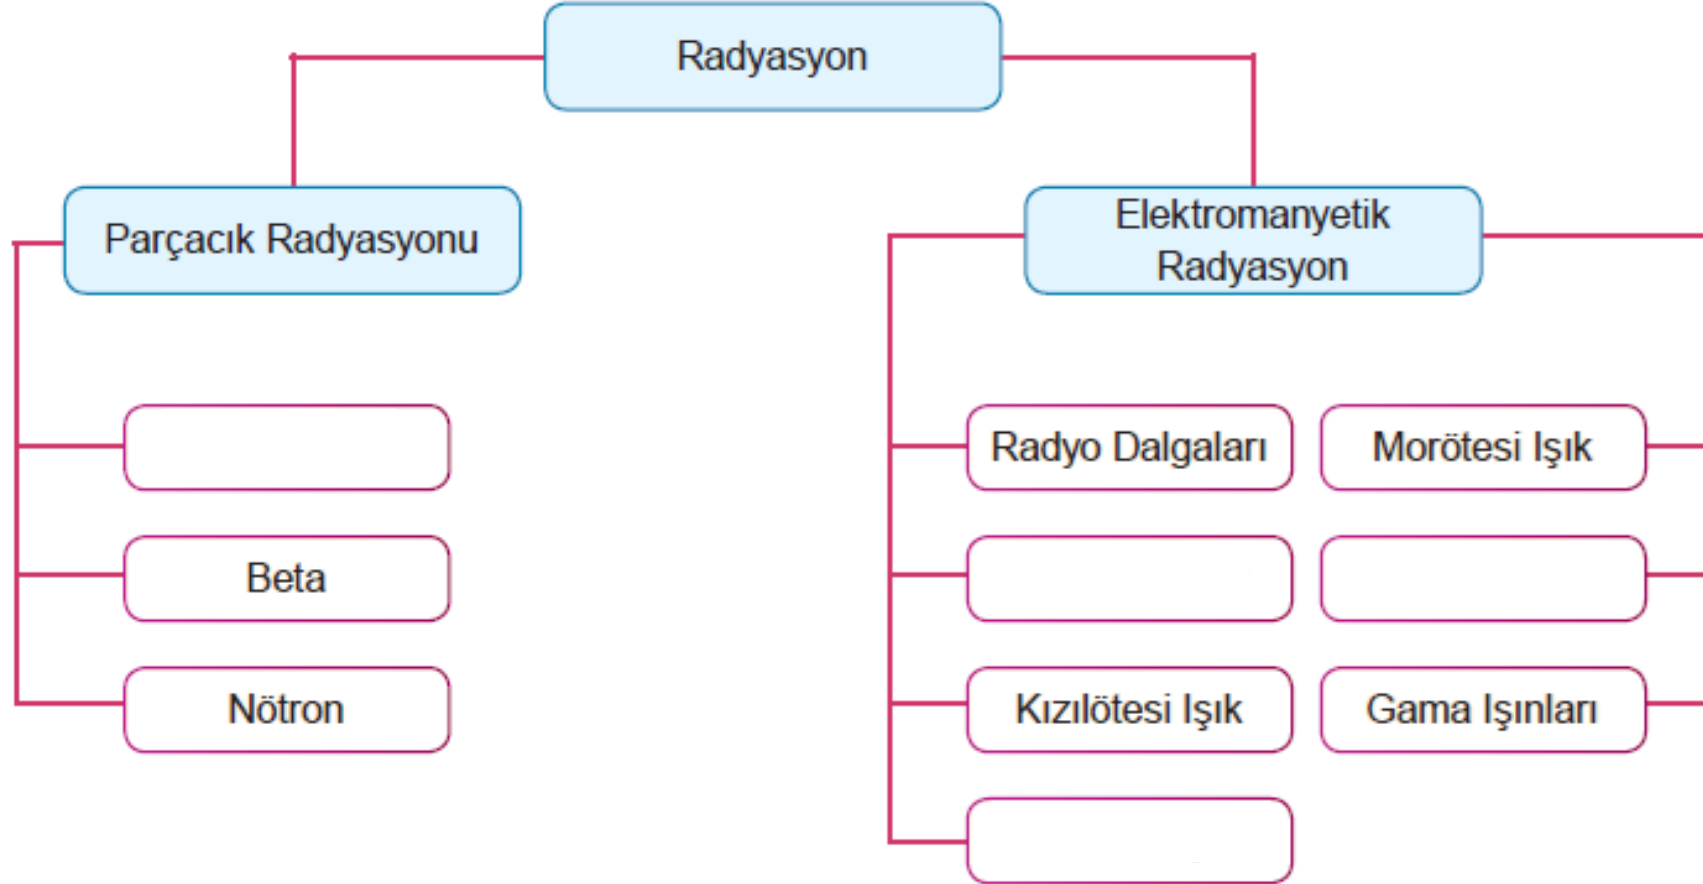 Radyasyon
Parçacık Radyasyonu
Elektromanyetik
Radyasyon
Radyo Dalgaları
Morötesi Işık
Beta
Nötron
Kızılötesi Işık
Gama Işınları